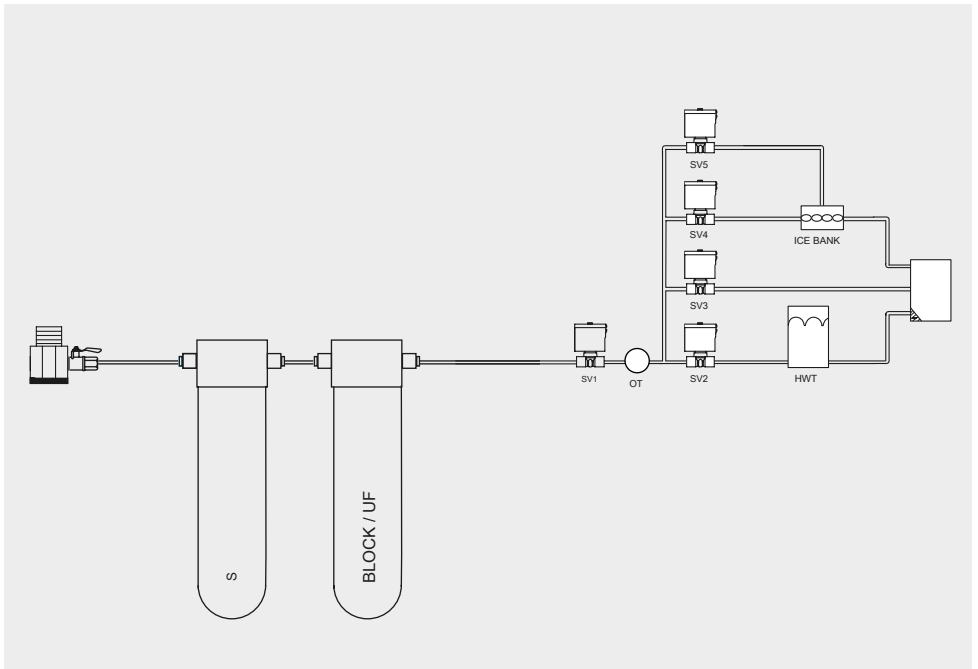 SV5
SV4
ICE BANK
SV3
SV1
OT
SV2
HWT
S
BLOCK / UF